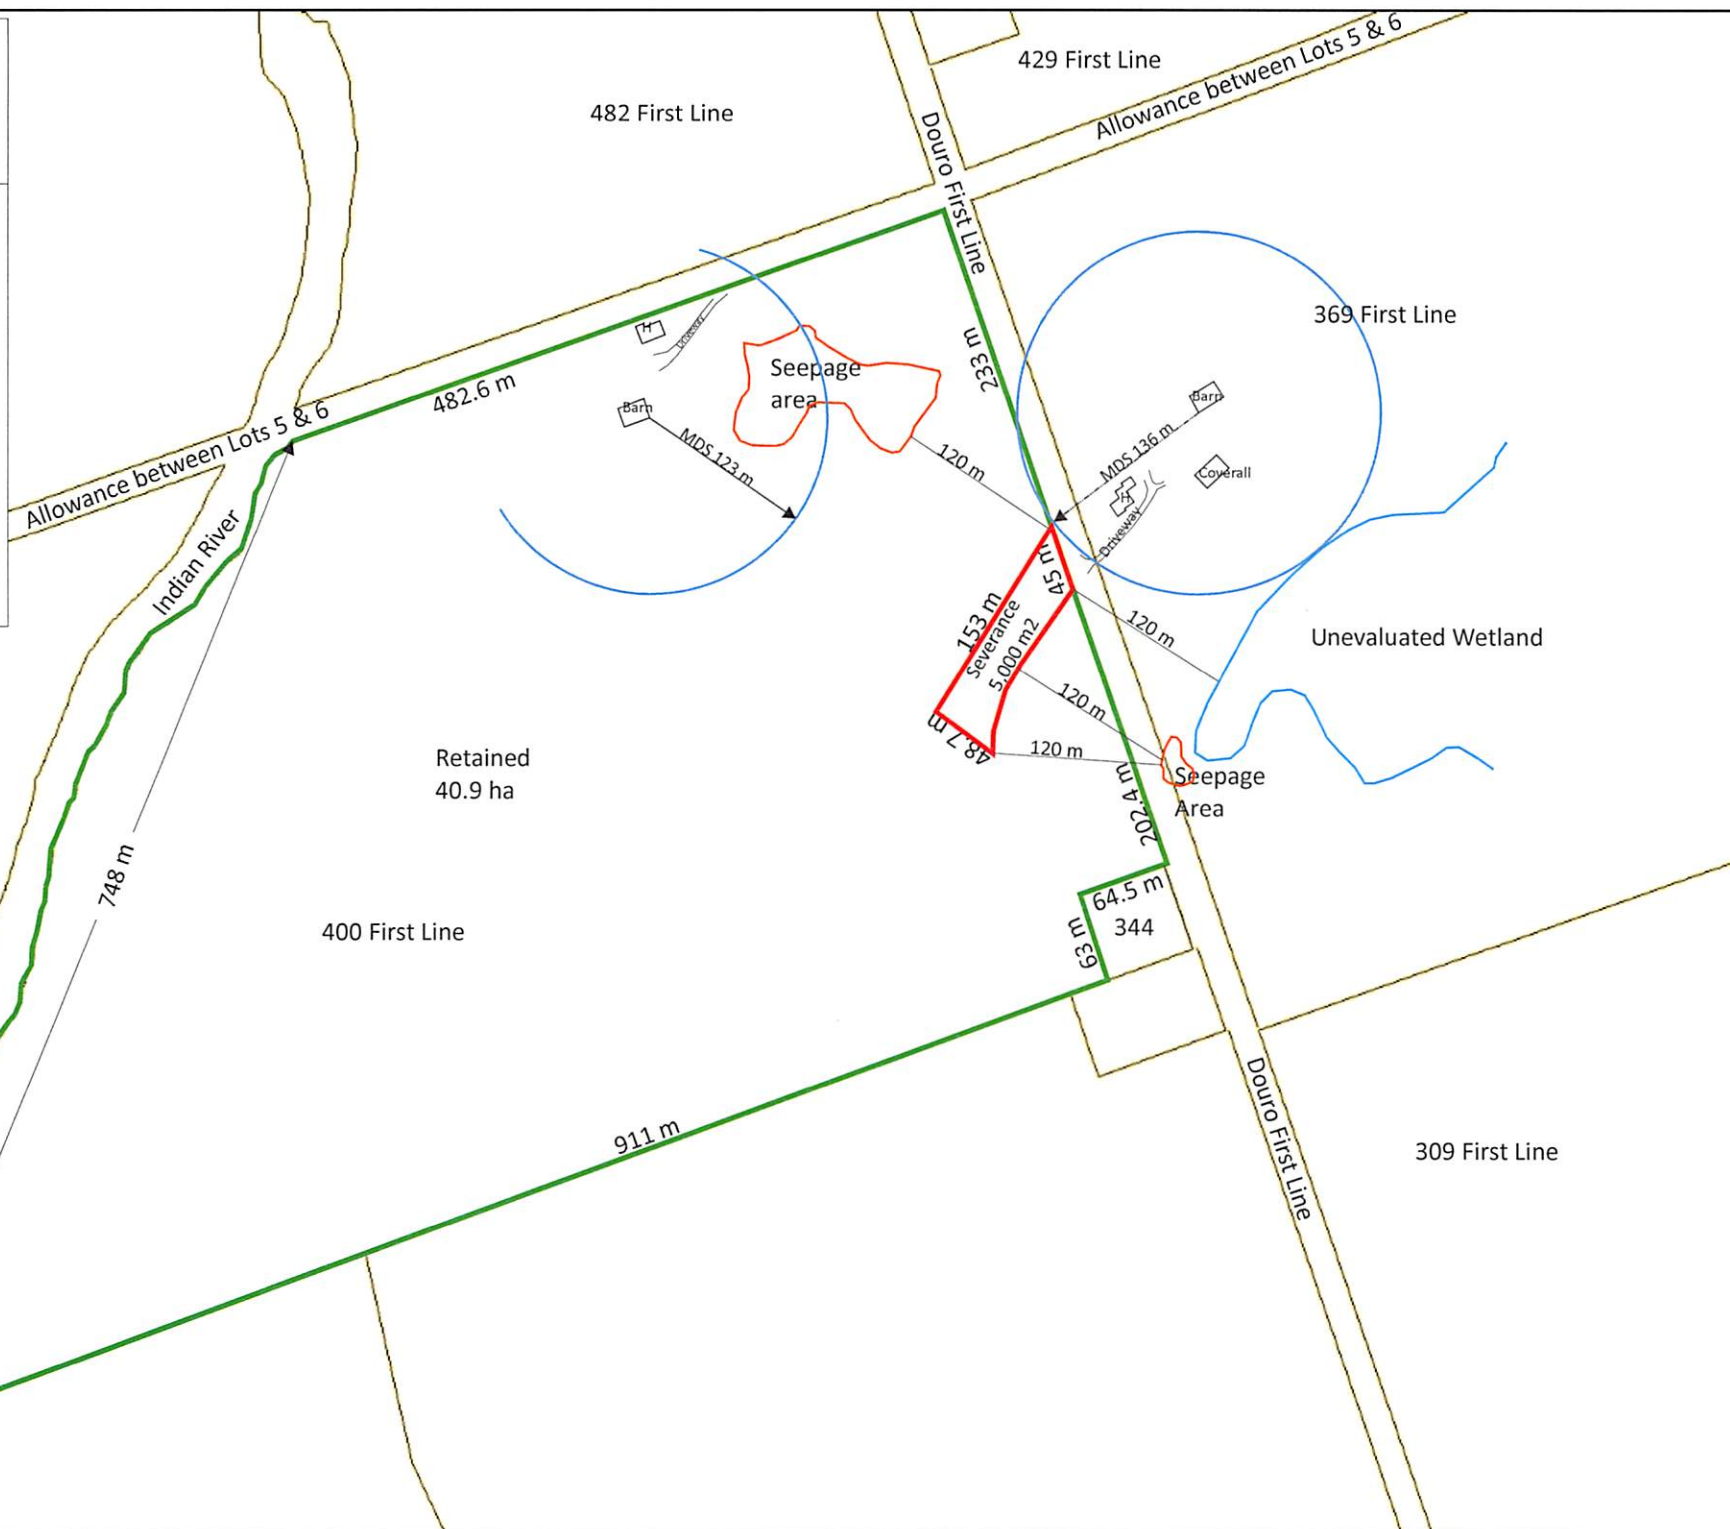 429 First Line
Allowance between Lots 5 & 6
482 First Line
Douro First Line
369 First Line
H
Driveway
482.6 m
Barn
MDS 123 m
Seepage
area
233 m
120 m
Barn
MDS 136 m
Coverall
H
Driveway
Allowance between Lots 5 & 6
Indian River
45 m
153 m
Severance
5,000 m2
48.7 m
120 m
120 m
120 m
Unevaluated Wetland
Seepage
Area
202.4 m
Retained
40.9 ha
748 m
400 First Line
64.5 m
344
63 m
911 m
Douro First Line
309 First Line